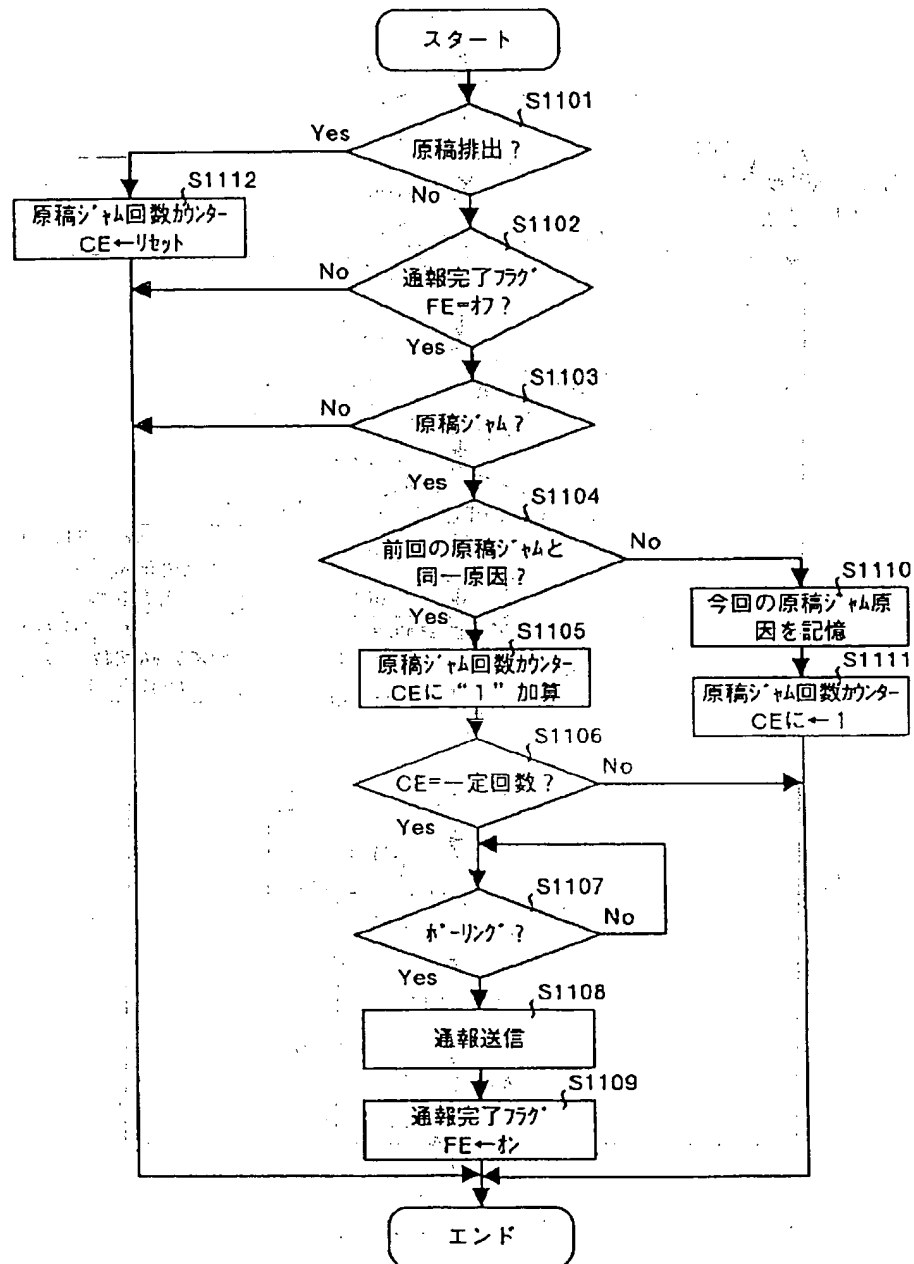 スタート
S1101
Yes
原稿排出？
S1112
No
原稿ジャム回数カウンター
CE←リセット
S1102
No
通報完了フラグ
FE=オフ？
Yes
S1103
No
原稿ジャム？
Yes
S1104
前回の原稿ジャムと
同一原因？
No
Yes
S1110
今回の原稿ジャム原
因を記憶
S1105
原稿ジャム回数カウンター
CEに“1”加算
S1111
原稿ジャム回数カウンター
CEに←1
S1106
CE=一定回数？
No
Yes
S1107
ポーリング？
No
Yes
S1108
通報送信
S1109
通報完了フラグ
FE←オン
エンド